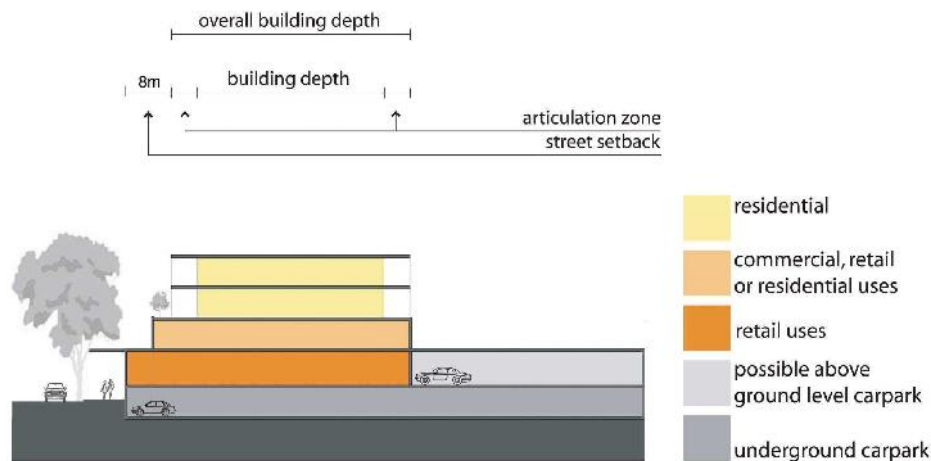 overall building depth
8m
building depth
articulation zone
street setback
residential
commercial, retail
or residential uses
retail uses
possible above
ground level carpark
underground carpark